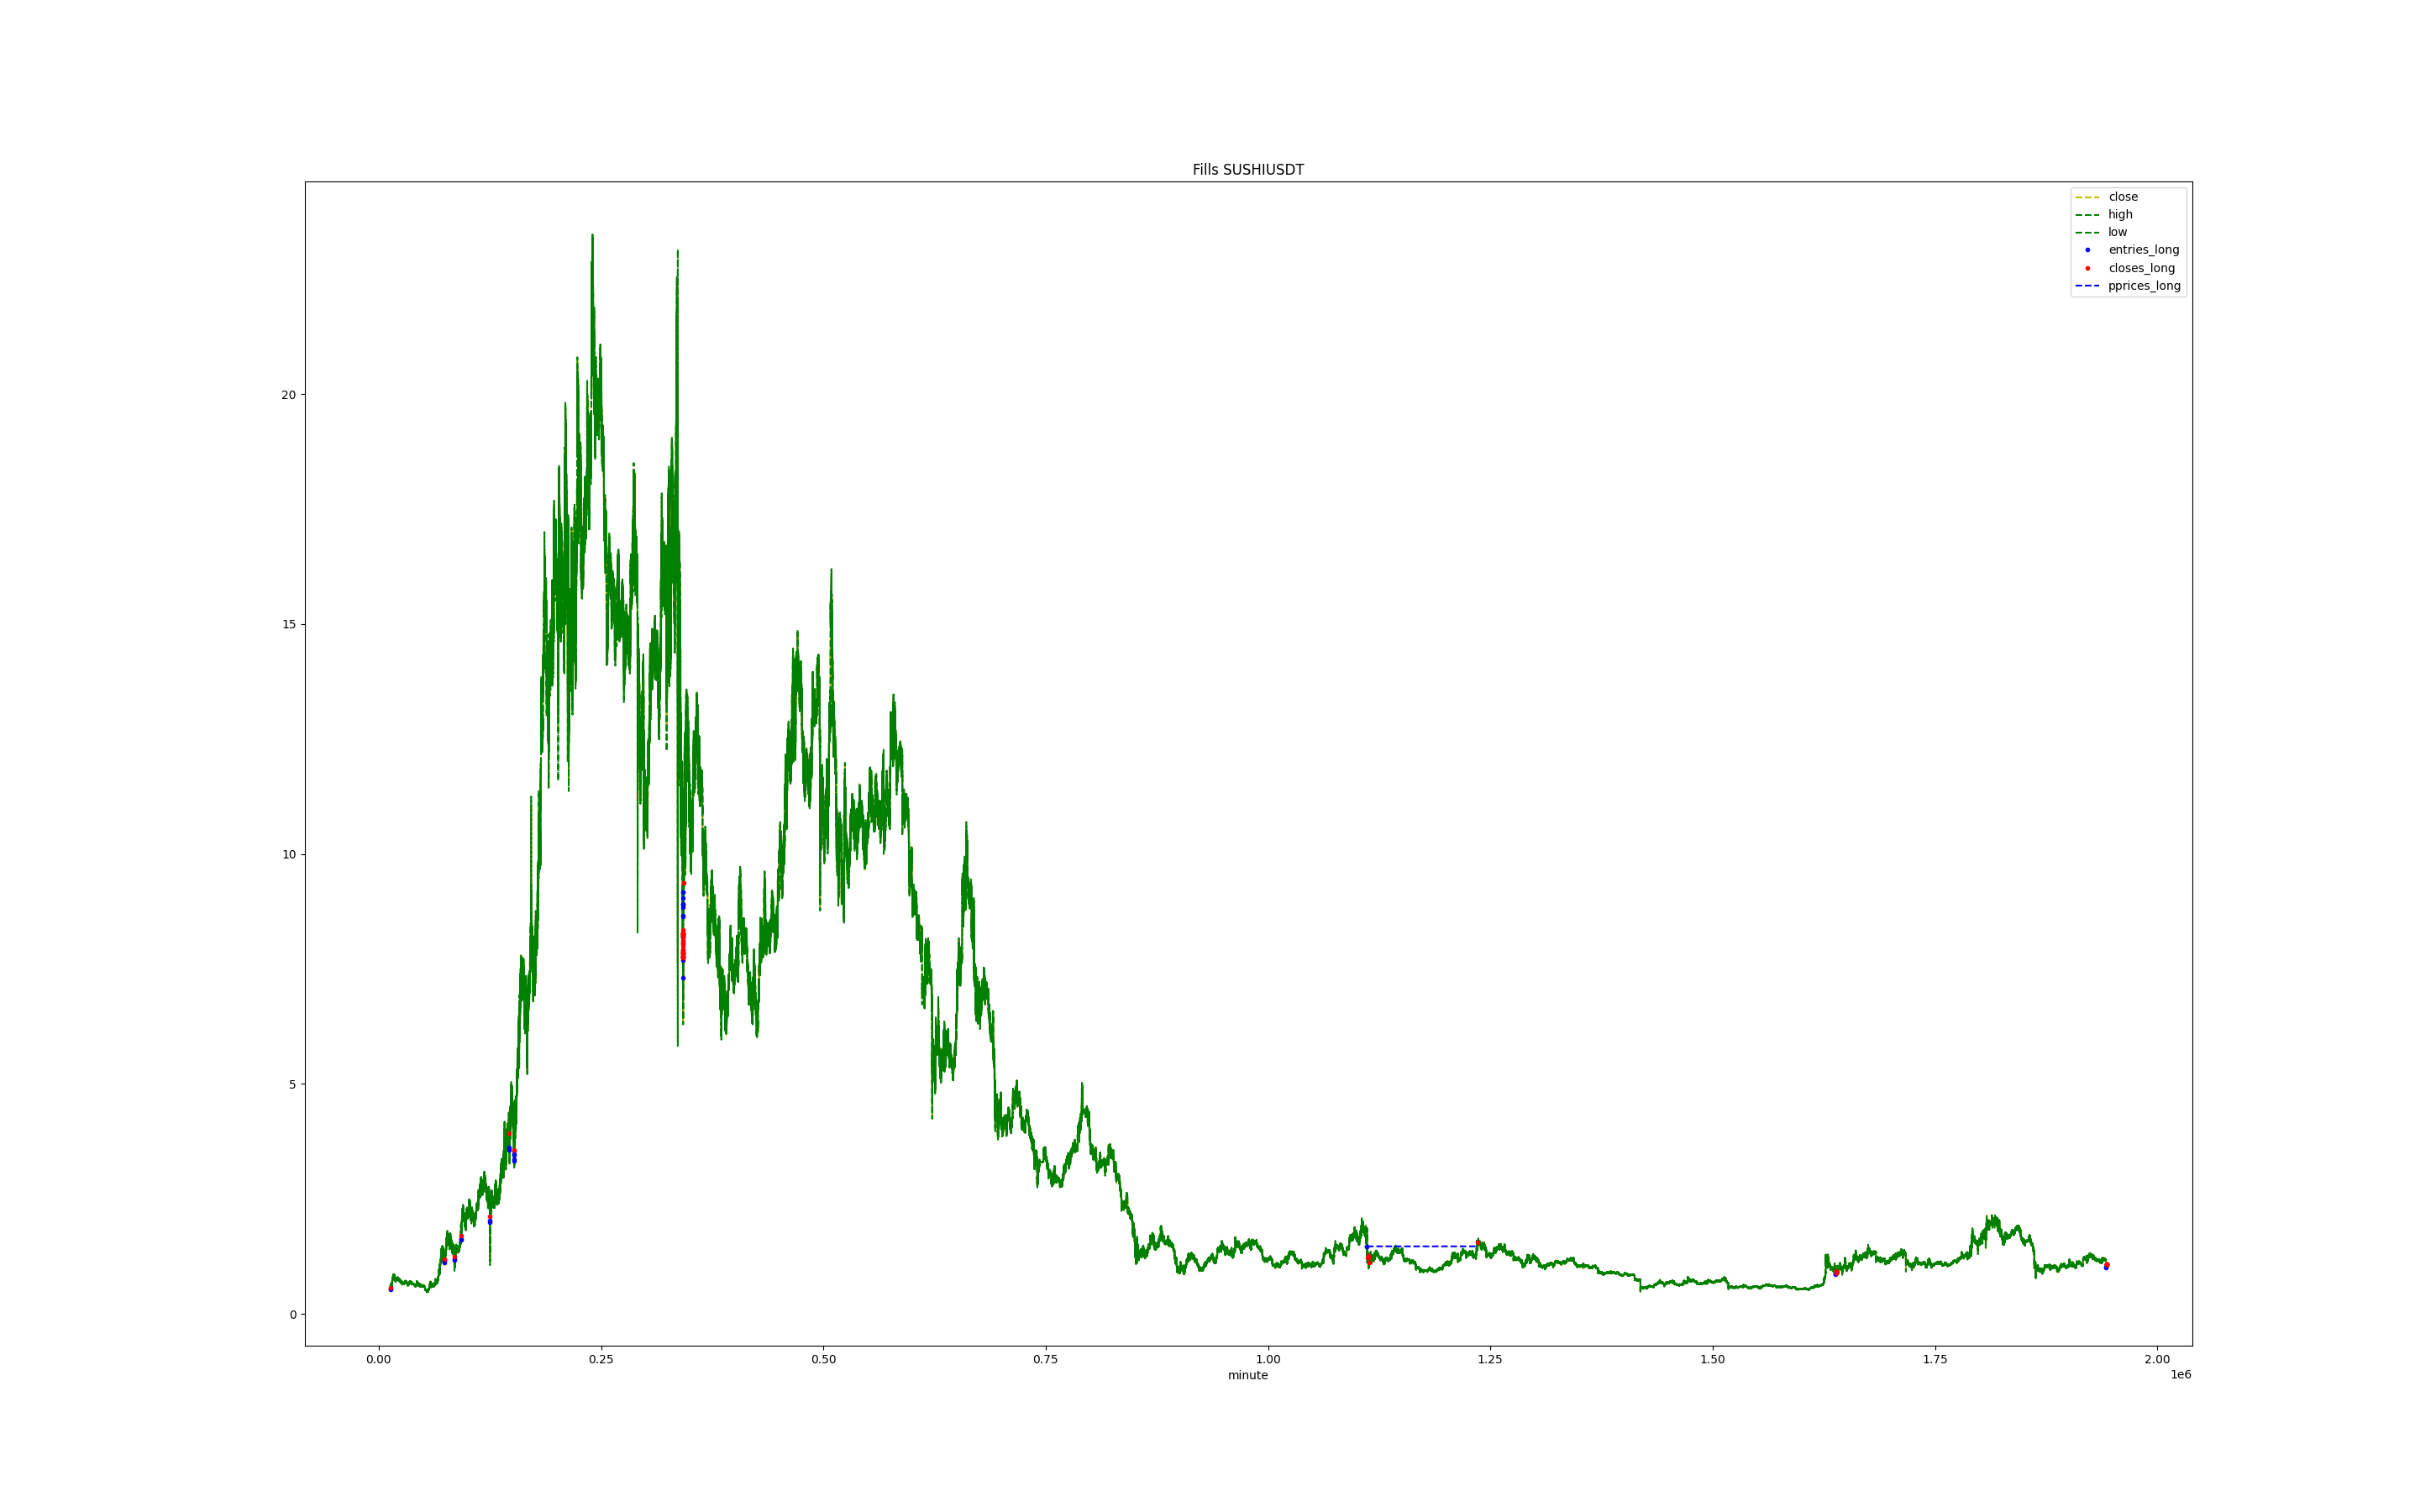 Fills SUSHIUSDT
close
high
low
entries_long
closes_long
pprices_long
20
15
10
5
0
0.00 0.25 0.50 0.75 1.00 1.25 1.50 1.75 2.00
minute
1e6